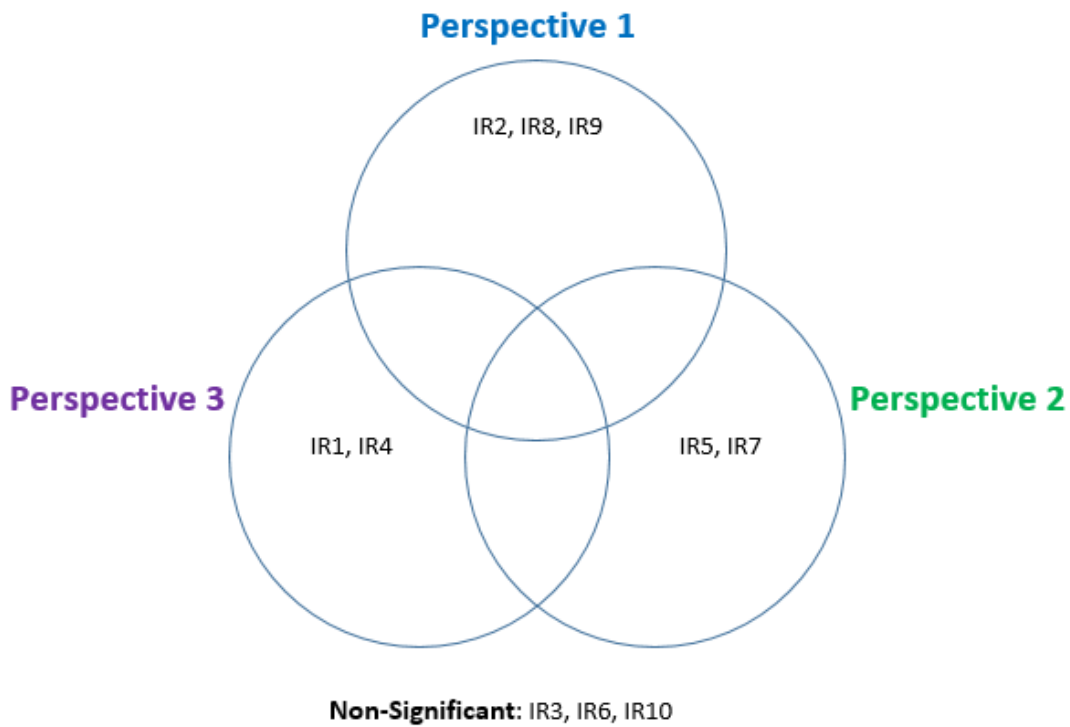 Perspective 1
IR2, IR8, IR9
Perspective 3
Perspective 2
IR1, IR4
IR5, IR7
Non-Significant: IR3, IR6, IR10